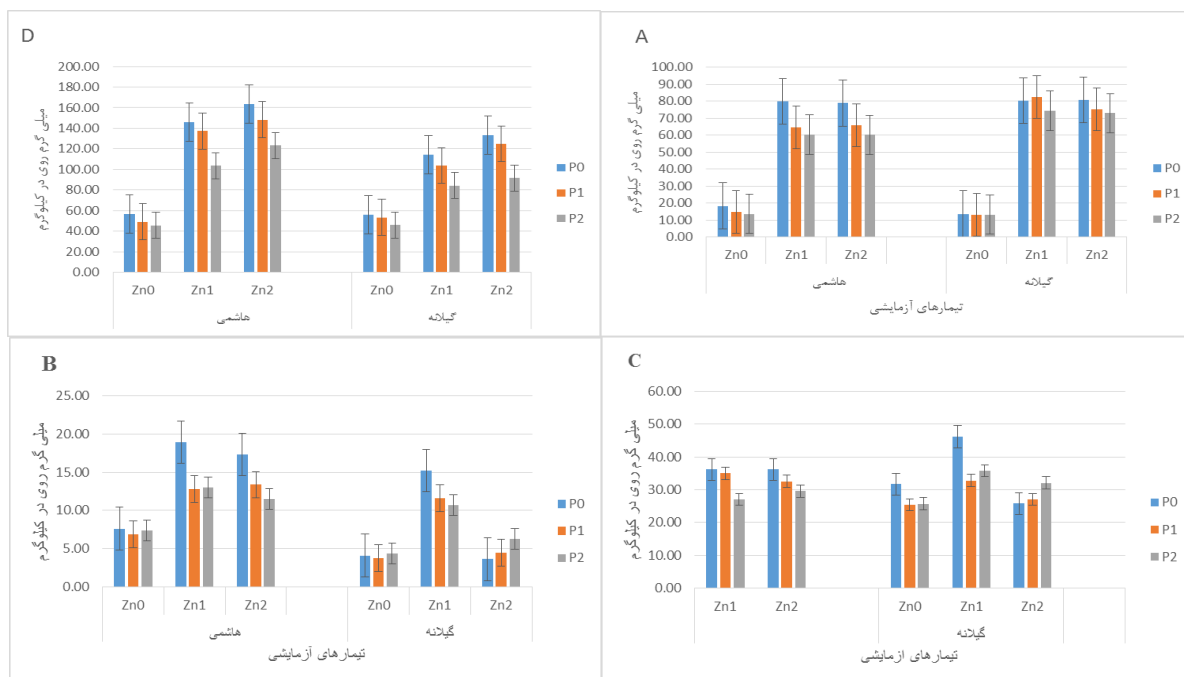 D
میلی گرم روی در کیلوگرم
200.00
180.00
160.00
140.00
120.00
100.00
80.00
60.00
40.00
20.00
0.00
Zn0 Zn1 Zn2 Zn0 Zn1 Zn2
هاشمی گیلانه
P0
P1
P2
A
میلی گرم روی در کیلوگرم
100.00
90.00
80.00
70.00
60.00
50.00
40.00
30.00
20.00
10.00
0.00
Zn0 Zn1 Zn2 Zn0 Zn1 Zn2
هاشمی گیلانه
تیمارهای آزمایشی
P0
P1
P2
B
میلی گرم روی در کیلوگرم
25.00
20.00
15.00
10.00
5.00
0.00
Zn0 Zn1 Zn2 Zn0 Zn1 Zn2
هاشمی گیلانه
تیمارهای آزمایشی
P0
P1
P2
C
میلی گرم روی در کیلوگرم
60.00
50.00
40.00
30.00
20.00
10.00
0.00
Zn1 Zn2 Zn0 Zn1 Zn2
گیلانه
تیمارهای ازمایشی
P0
P1
P2